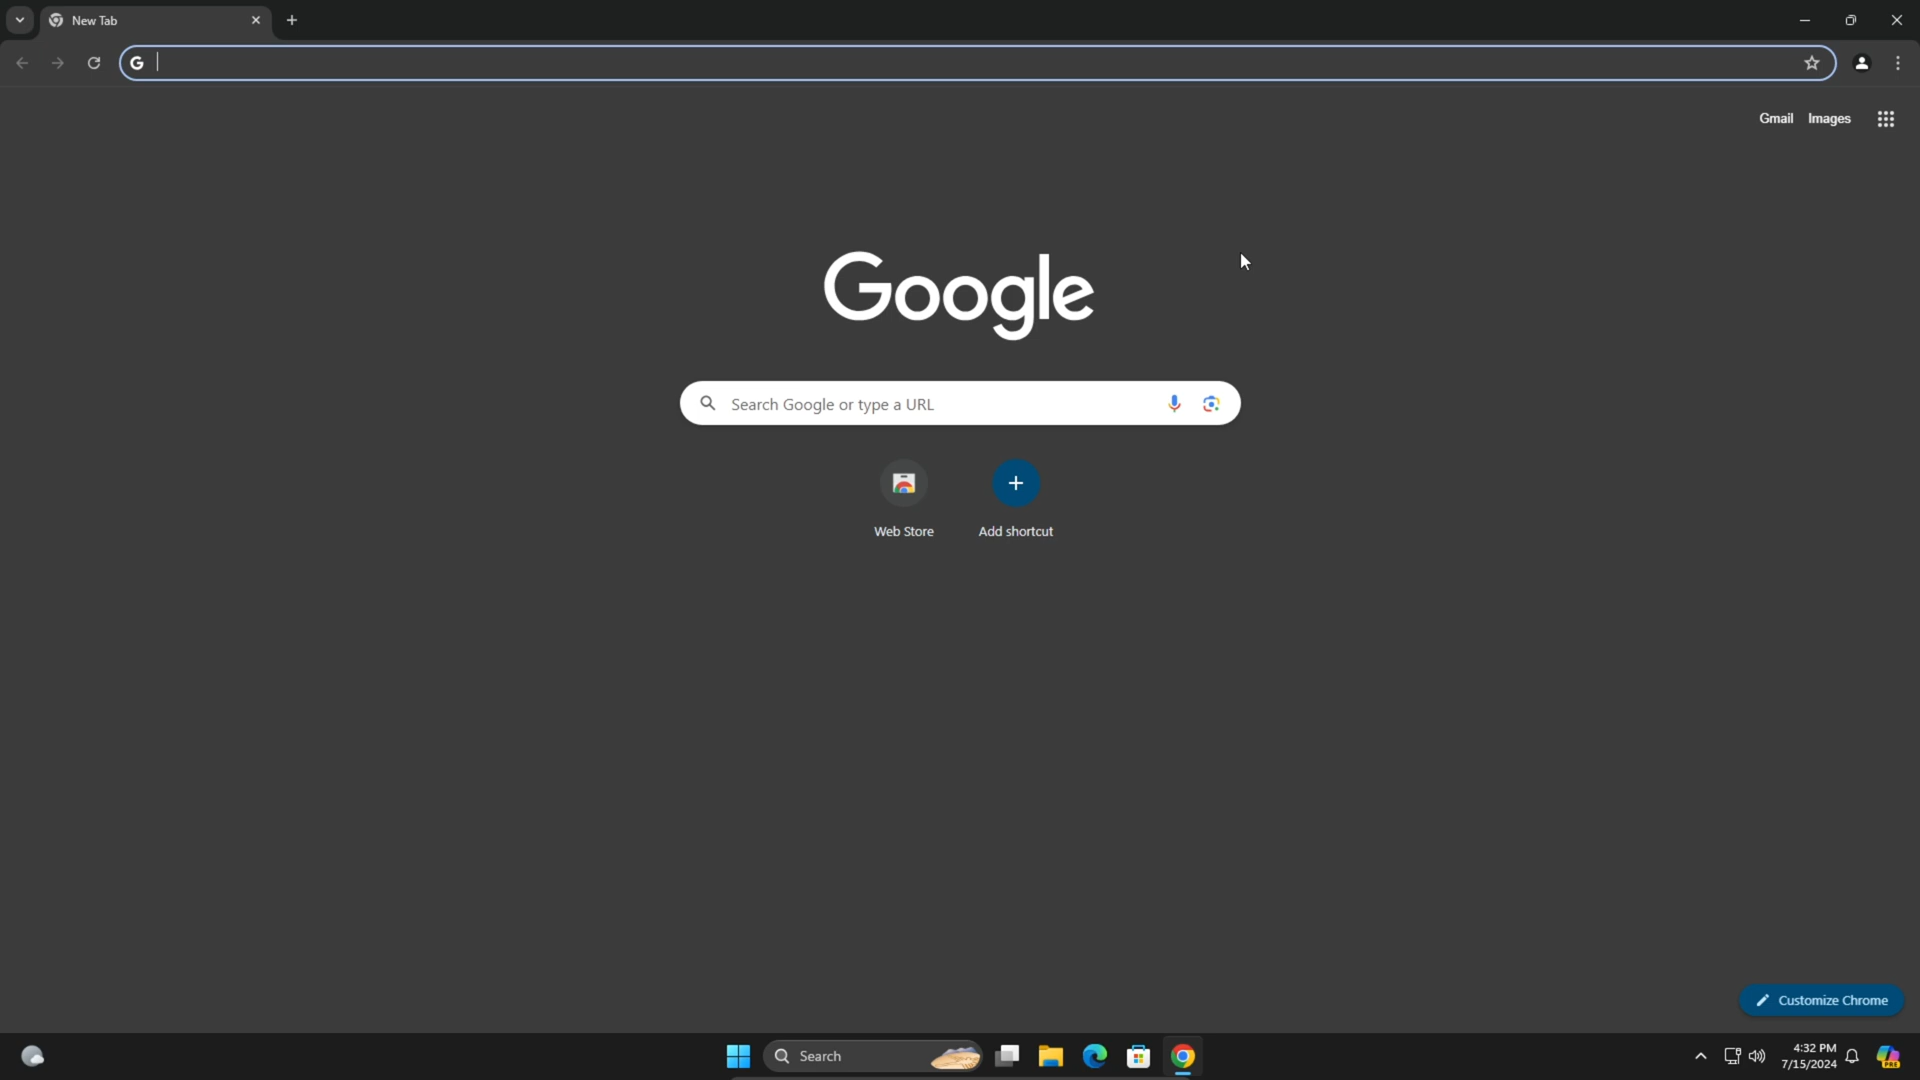 New Tab
Gmail Images
Google
Search Google or type a URL
Web Store Add shortcut
Customize Chrome
Search
4:32 PM
7/15/2024
PRE